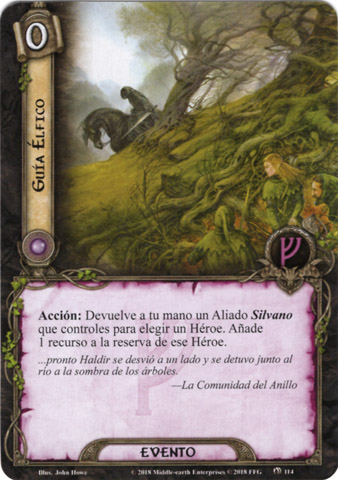 0
GUÍA ÉLFICO
Acción: Devuelve a tu mano un Aliado Silvano
que controles para elegir un Héroe. Añade
1 recurso a la reserva de ese Héroe.
...pronto Haldir se desvió a un lado y se detuvo junto al
río a la sombra de los árboles.
—La Comunidad del Anillo
EVENTO
Illus. John Howe
© 2018 Middle-earth Enterprises © 2018 FFG
114